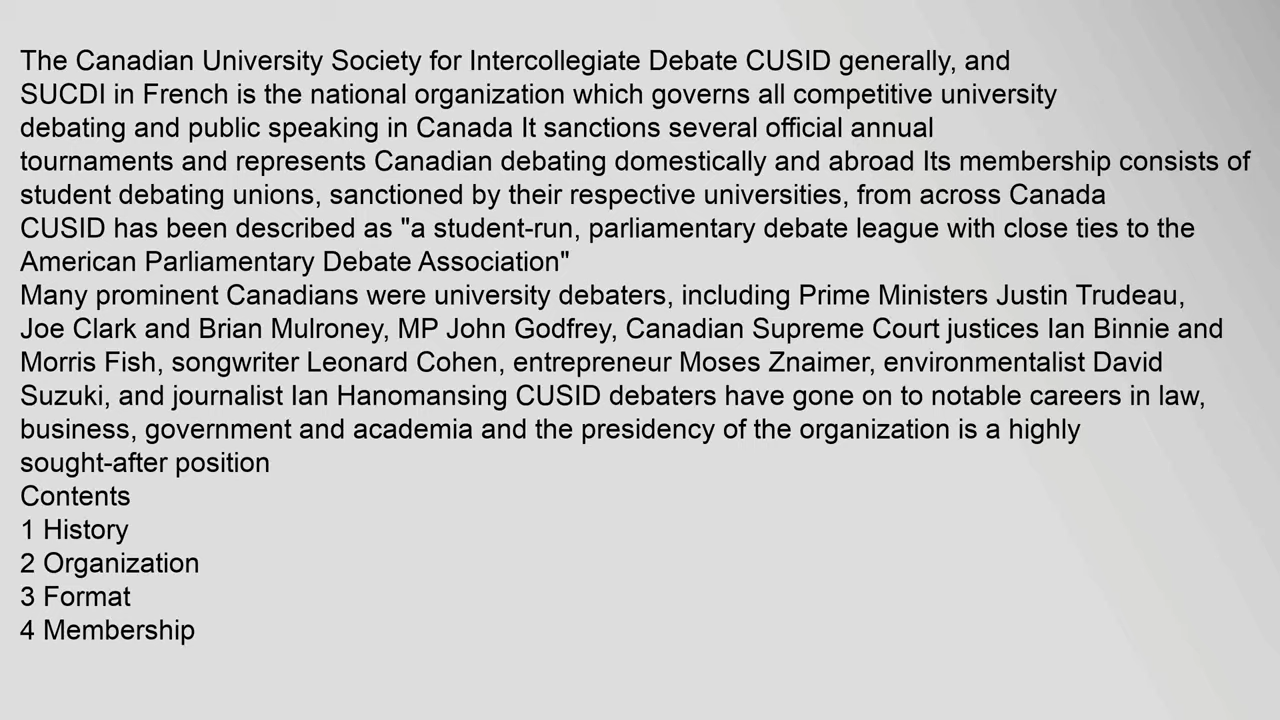 The Canadian University Society for Intercollegiate Debate CUSID generally, and
SUCDI in French is the national organization which governs all competitive university
debating and public speaking in Canada It sanctions several official annual
tournaments and represents Canadian debating domestically and abroad Its membership consists of
student debating unions, sanctioned by their respective universities, from across Canada
CUSID has been described as "a student-run, parliamentary debate league with close ties to the
American Parliamentary Debate Association"
Many prominent Canadians were university debaters, including Prime Ministers Justin Trudeau,
Joe Clark and Brian Mulroney, MP John Godfrey, Canadian Supreme Court justices Ian Binnie and
Morris Fish, songwriter Leonard Cohen, entrepreneur Moses Znaimer, environmentalist David
Suzuki, and journalist Ian Hanomansing CUSID debaters have gone on to notable careers in law,
business, government and academia and the presidency of the organization is a highly
sought-after position
Contents
1 History
2 Organization
3 Format
4 Membership